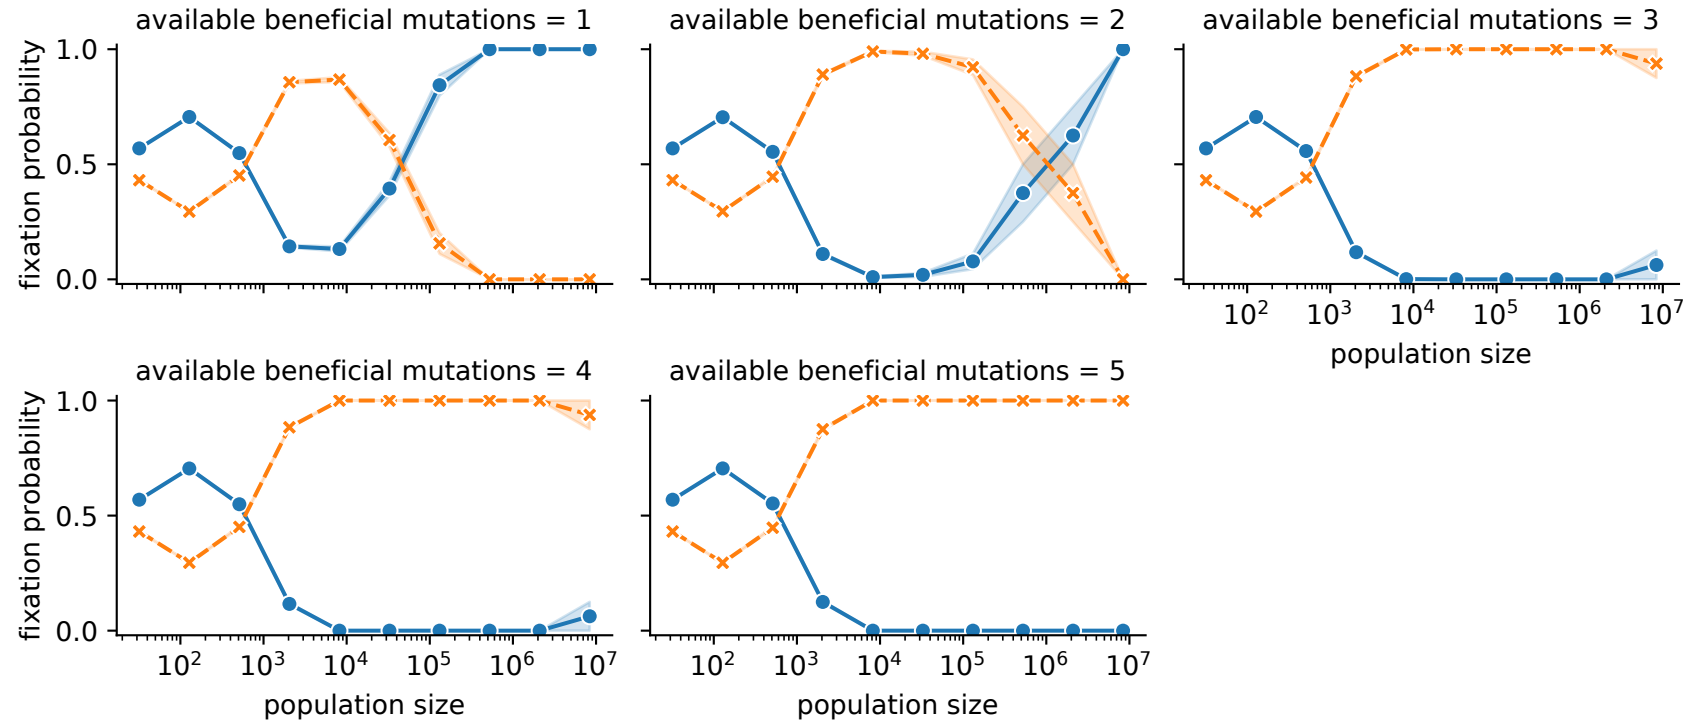 available beneficial mutations = 1
available beneficial mutations = 2
available beneficial mutations = 3
fixation probability
1.0
0.5
0.0
10² 10³ 10⁴ 10⁵ 10⁶ 10⁷
population size
available beneficial mutations = 4
available beneficial mutations = 5
fixation probability
1.0
0.5
0.0
10² 10³ 10⁴ 10⁵ 10⁶ 10⁷
10² 10³ 10⁴ 10⁵ 10⁶ 10⁷
population size
population size